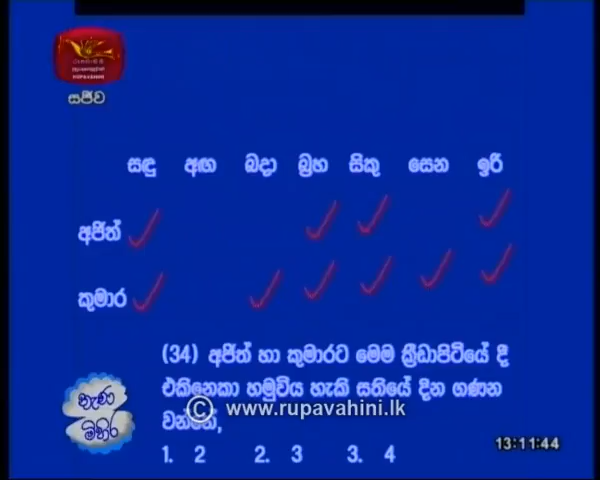 RUPAVAHINI
සජීව
සඳු අඟ බදා බ්‍රහ සිකු සෙන ඉරි
අජිත්
කුමාර
(34) අජිත් හා කුමාරට මෙම ක්‍රීඩාපිටියේ දී
එකිනෙකා හමුවිය හැකි සතියේ දින ගණන
වන්නේ,
© www.rupavahini.lk
1. 2 2. 3 3. 4
නැණ
මිහිර
13:11:44